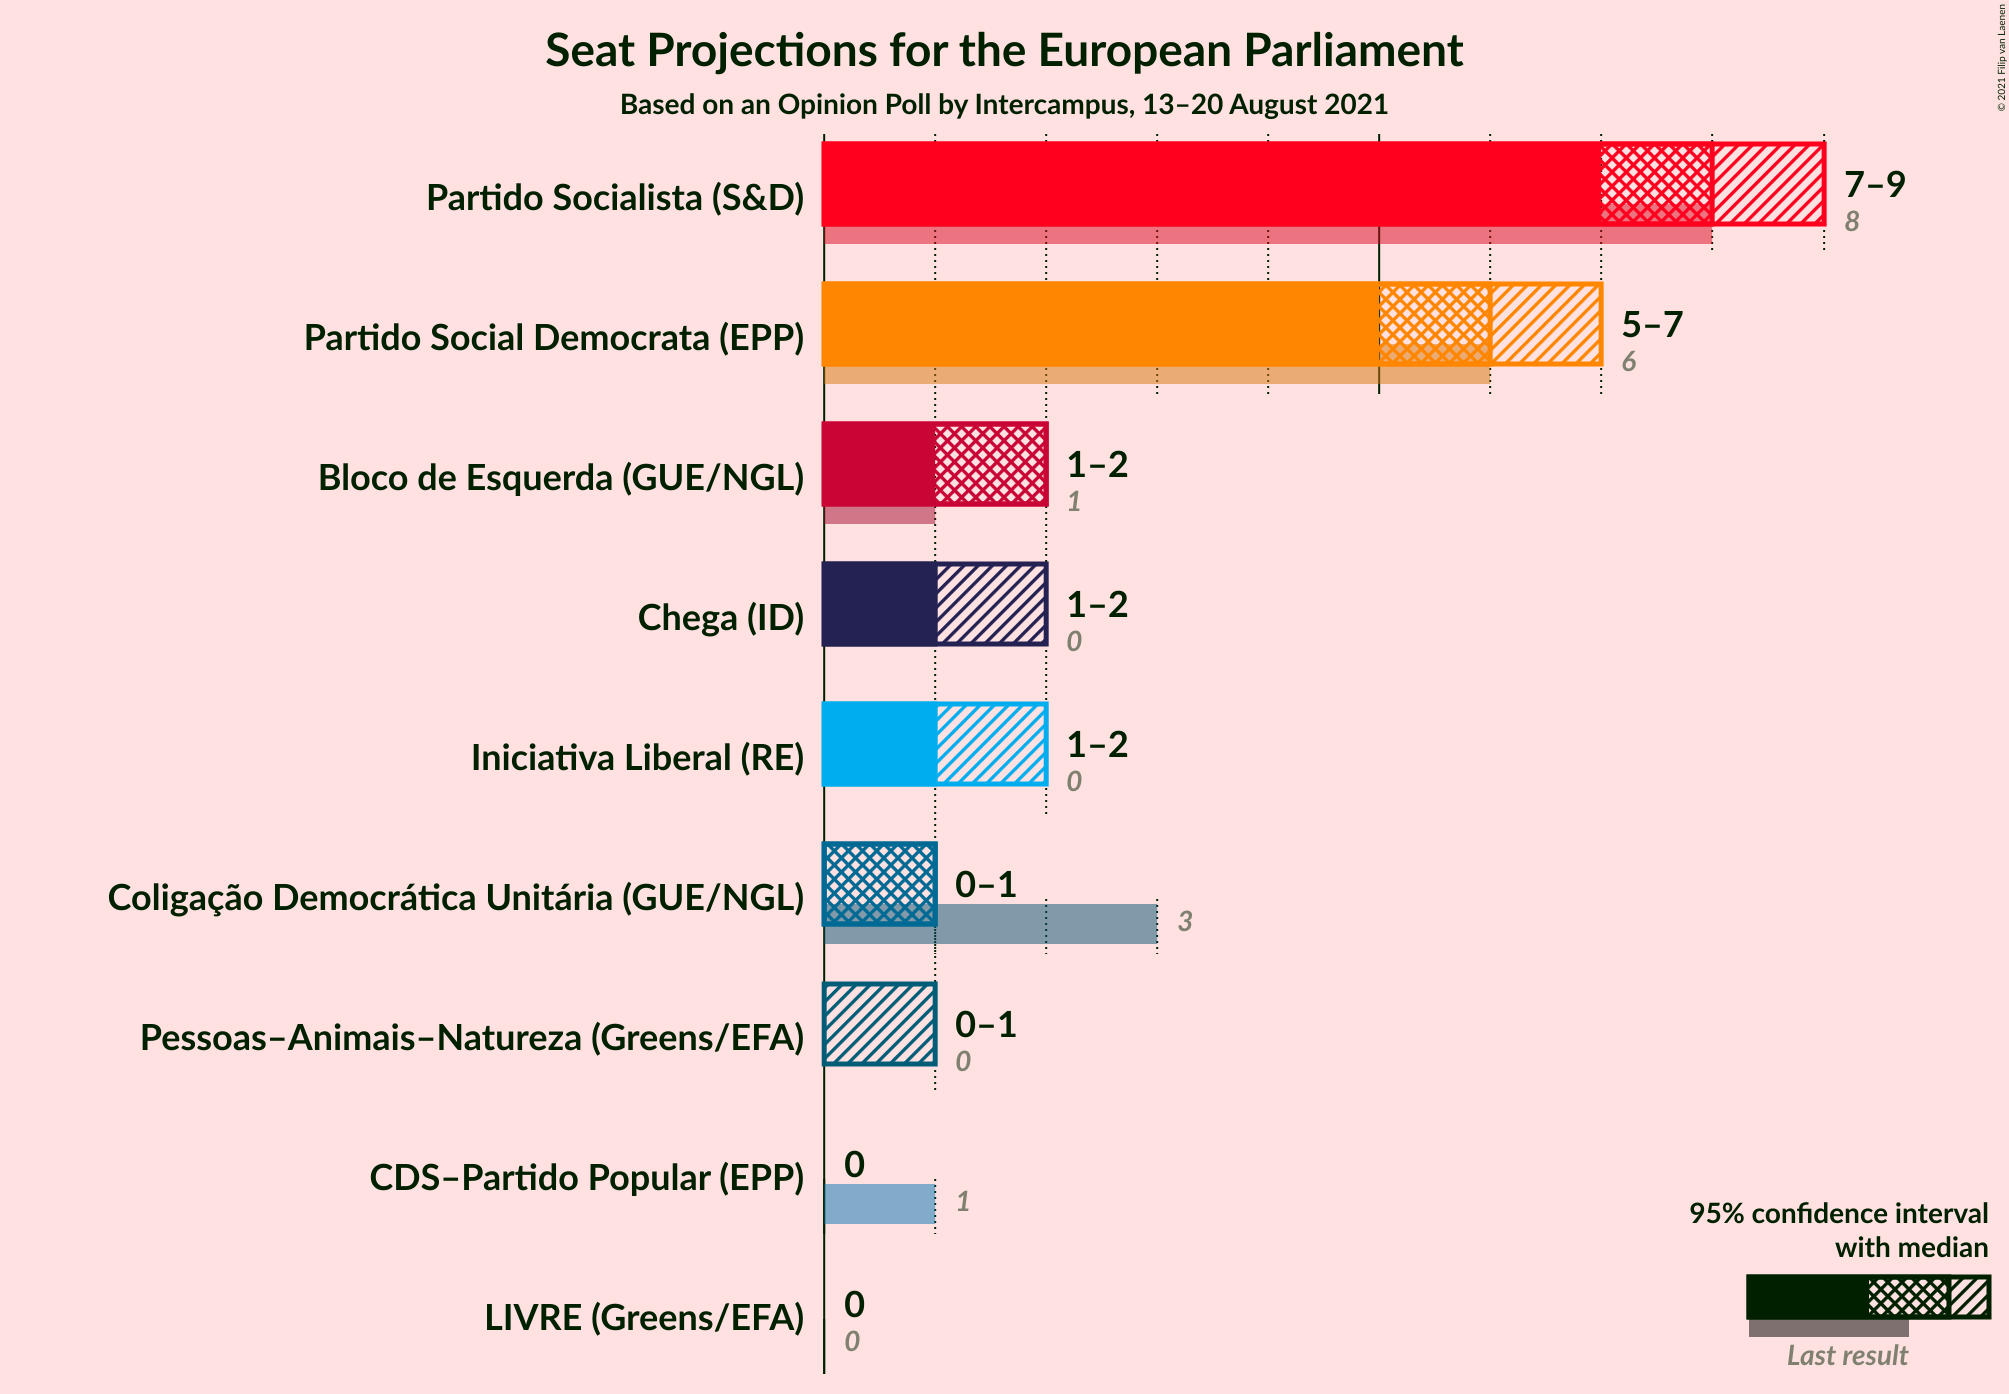 Seat Projections for the European Parliament
Based on an Opinion Poll by Intercampus, 13–20 August 2021
© 2021 Filip van Laenen
Partido Socialista (S&D)
7–9
8
Partido Social Democrata (EPP)
5–7
6
Bloco de Esquerda (GUE/NGL)
1–2
1
Chega (ID)
1–2
0
Iniciativa Liberal (RE)
1–2
0
Coligação Democrática Unitária (GUE/NGL)
0–1
3
Pessoas–Animais–Natureza (Greens/EFA)
0–1
0
CDS–Partido Popular (EPP)
0
1
LIVRE (Greens/EFA)
0
0
95% confidence interval
with median
Last result